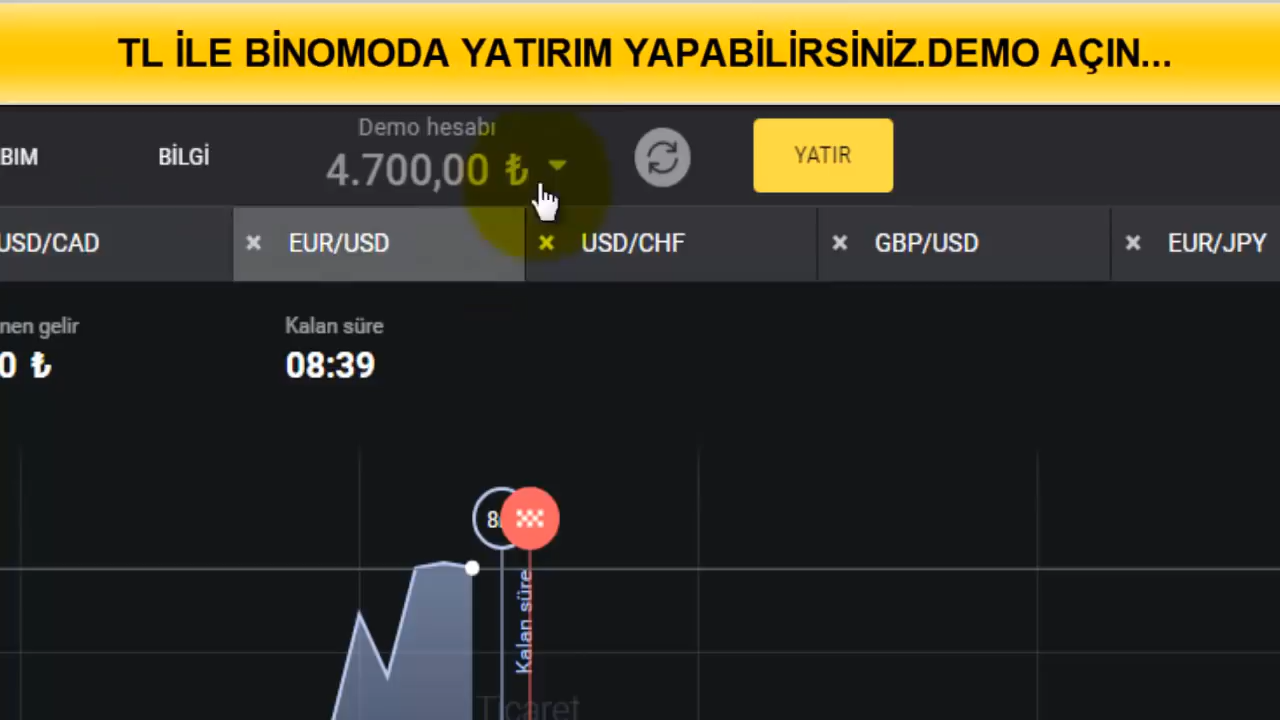 TL İLE BİNOMODA YATIRIM YAPABİLİRSİNİZ.DEMO AÇIN...
Demo hesabı
BIM BİLGİ 4.700,00 ₺ YATIR
USD/CAD × EUR/USD × USD/CHF × GBP/USD × EUR/JPY
nen gelir Kalan süre
0 ₺ 08:39
8
Kalan süre
Ticaret